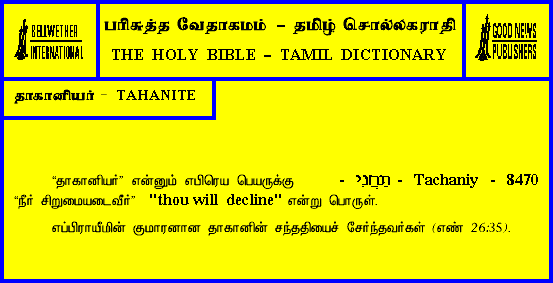 BELLWETHER
INTERNATIONAL
பரிசுத்த வேதாகமம் – தமிழ் சொல்லகராதி
THE HOLY BIBLE – TAMIL DICTIONARY
GOOD NEWS
PUBLISHERS
தாகானியர் – TAHANITE
“தாகானியர்” என்னும் எபிரெய பெயருக்கு - תַּחֲנִי - Tachaniy - 8470
“நீர் சிறுமையடைவீர்” "thou will decline" என்று பொருள்.
எப்பிராயீமின் குமாரனான தாகானின் சந்ததியைச் சேர்ந்தவர்கள் (எண் 26:35).